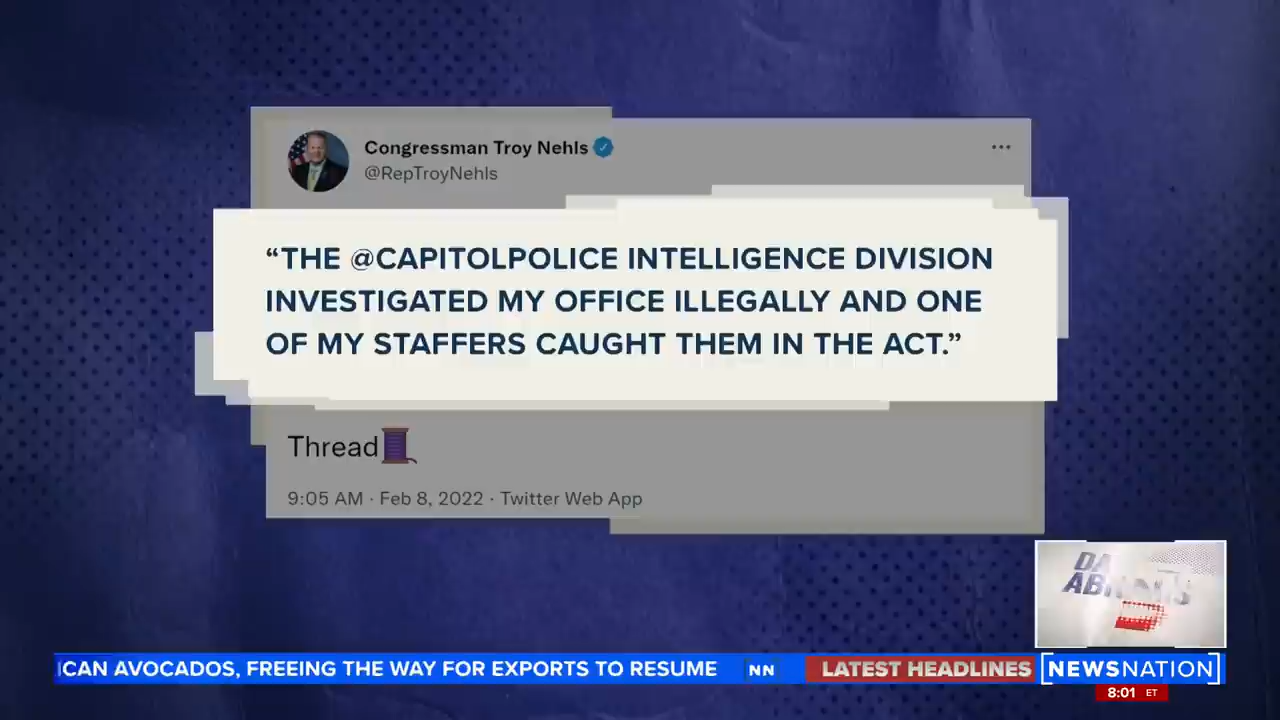 Congressman Troy Nehls
@RepTroyNehls
“THE @CAPITOLPOLICE INTELLIGENCE DIVISION
INVESTIGATED MY OFFICE ILLEGALLY AND ONE
OF MY STAFFERS CAUGHT THEM IN THE ACT.”
Thread
9:05 AM · Feb 8, 2022 · Twitter Web App
ICAN AVOCADOS, FREEING THE WAY FOR EXPORTS TO RESUME NN LATEST HEADLINES NEWSNATION
8:01 ET